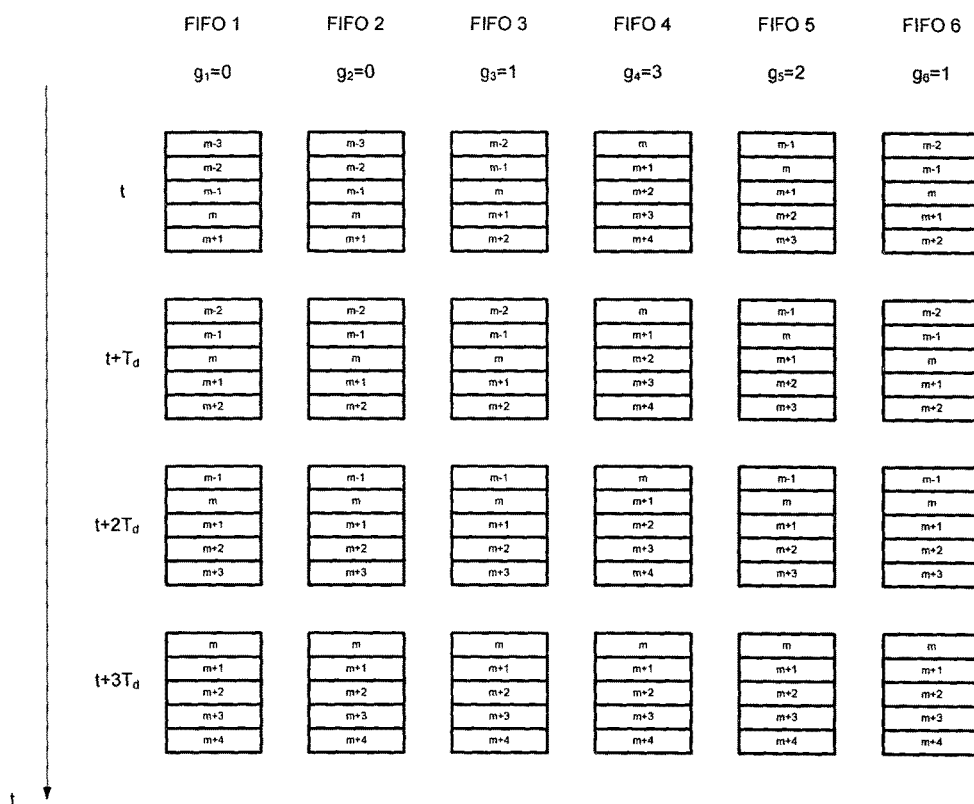 FIFO 1 FIFO 2 FIFO 3 FIFO 4 FIFO 5 FIFO 6
g₁=0 g₂=0 g₃=1 g₄=3 g₅=2 g₆=1
m-3 m-3 m-2 m m-1 m-2
m-2 m-2 m-1 m+1 m m-1
t m-1 m-1 m m+2 m+1 m
m m m+1 m+3 m+2 m+1
m+1 m+1 m+2 m+4 m+3 m+2
m-2 m-2 m-2 m m-1 m-2
m-1 m-1 m-1 m+1 m m-1
t+Td m m m m+2 m+1 m
m+1 m+1 m+1 m+3 m+2 m+1
m+2 m+2 m+2 m+4 m+3 m+2
m-1 m-1 m-1 m m-1 m-1
m m m m+1 m m
t+2Td m+1 m+1 m+1 m+2 m+1 m+1
m+2 m+2 m+2 m+3 m+2 m+2
m+3 m+3 m+3 m+4 m+3 m+3
m m m m m m
m+1 m+1 m+1 m+1 m+1 m+1
t+3Td m+2 m+2 m+2 m+2 m+2 m+2
m+3 m+3 m+3 m+3 m+3 m+3
m+4 m+4 m+4 m+4 m+4 m+4
t